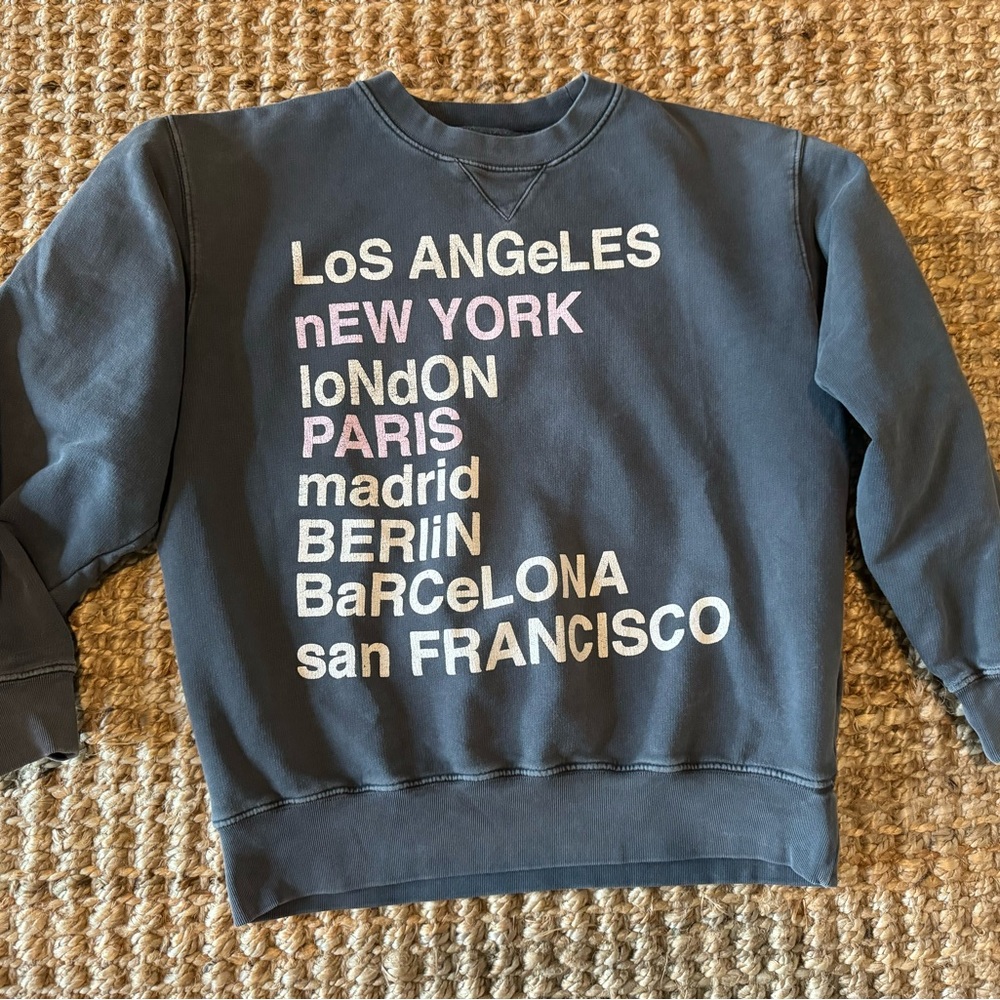 LoS ANGeLES
nEW YORK
loNdON
PARIS
madrid
BERliN
BaRCeLONA
san FRANCISCO